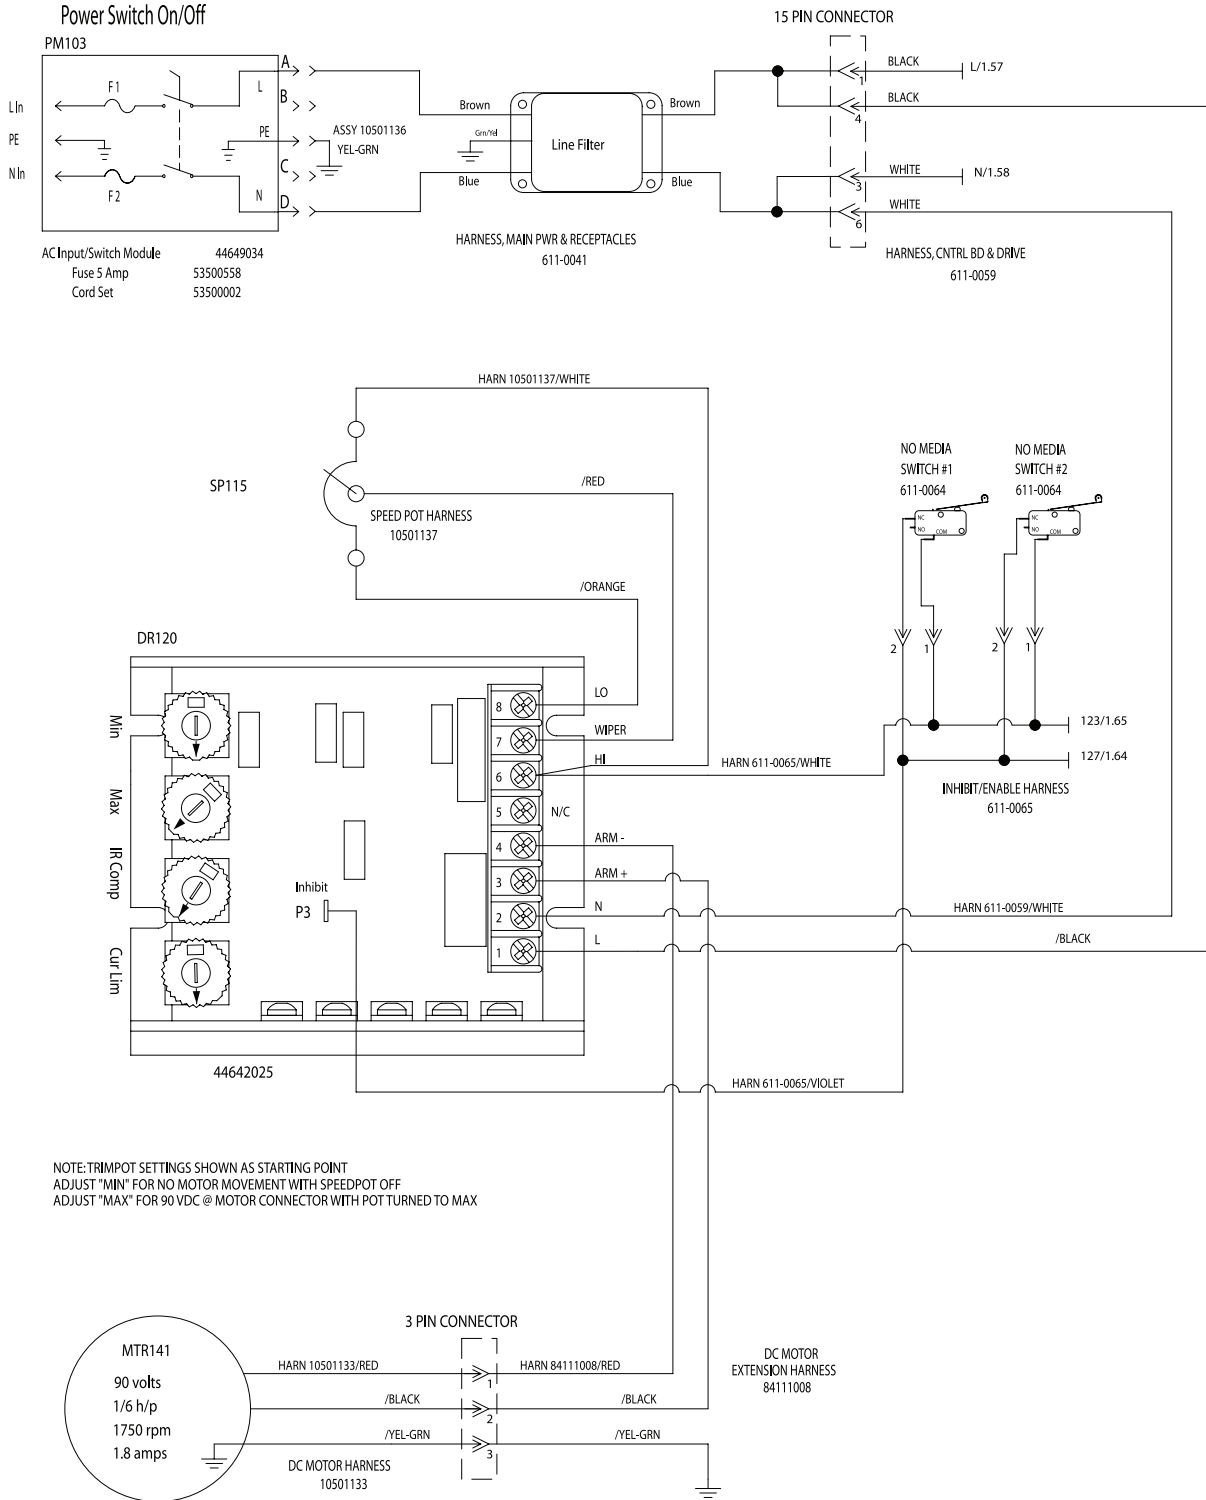 Power Switch On/Off
15 PIN CONNECTOR
PM103
L In
PE
N In
F1
F2
L
PE
N
A
B
C
D
ASSY 10501136
YEL-GRN
Brown
Grn/Yel
Blue
Line Filter
Brown
Blue
1
4
3
6
BLACK
L/1.57
BLACK
WHITE
N/1.58
WHITE
AC Input/Switch Module 44649034
Fuse 5 Amp 53500558
Cord Set 53500002
HARNESS, MAIN PWR & RECEPTACLES
611-0041
HARNESS, CNTRL BD & DRIVE
611-0059
HARN 10501137/WHITE
SP115
/RED
SPEED POT HARNESS
10501137
/ORANGE
NO MEDIA
SWITCH #1
611-0064
NO MEDIA
SWITCH #2
611-0064
NC
NO
COM
NC
NO
COM
2
1
2
1
123/1.65
127/1.64
INHIBIT/ENABLE HARNESS
611-0065
DR120
Min
Max
IR Comp
Cur Lim
Inhibit
P3
8
7
6
5
4
3
2
1
LO
WIPER
HI
N/C
ARM -
ARM +
N
L
HARN 611-0065/WHITE
HARN 611-0059/WHITE
/BLACK
HARN 611-0065/VIOLET
44642025
NOTE: TRIMPOT SETTINGS SHOWN AS STARTING POINT
ADJUST "MIN" FOR NO MOTOR MOVEMENT WITH SPEEDPOT OFF
ADJUST "MAX" FOR 90 VDC @ MOTOR CONNECTOR WITH POT TURNED TO MAX
3 PIN CONNECTOR
MTR141
90 volts
1/6 h/p
1750 rpm
1.8 amps
HARN 10501133/RED
/BLACK
/YEL-GRN
1
2
3
HARN 84111008/RED
/BLACK
/YEL-GRN
DC MOTOR
EXTENSION HARNESS
84111008
DC MOTOR HARNESS
10501133